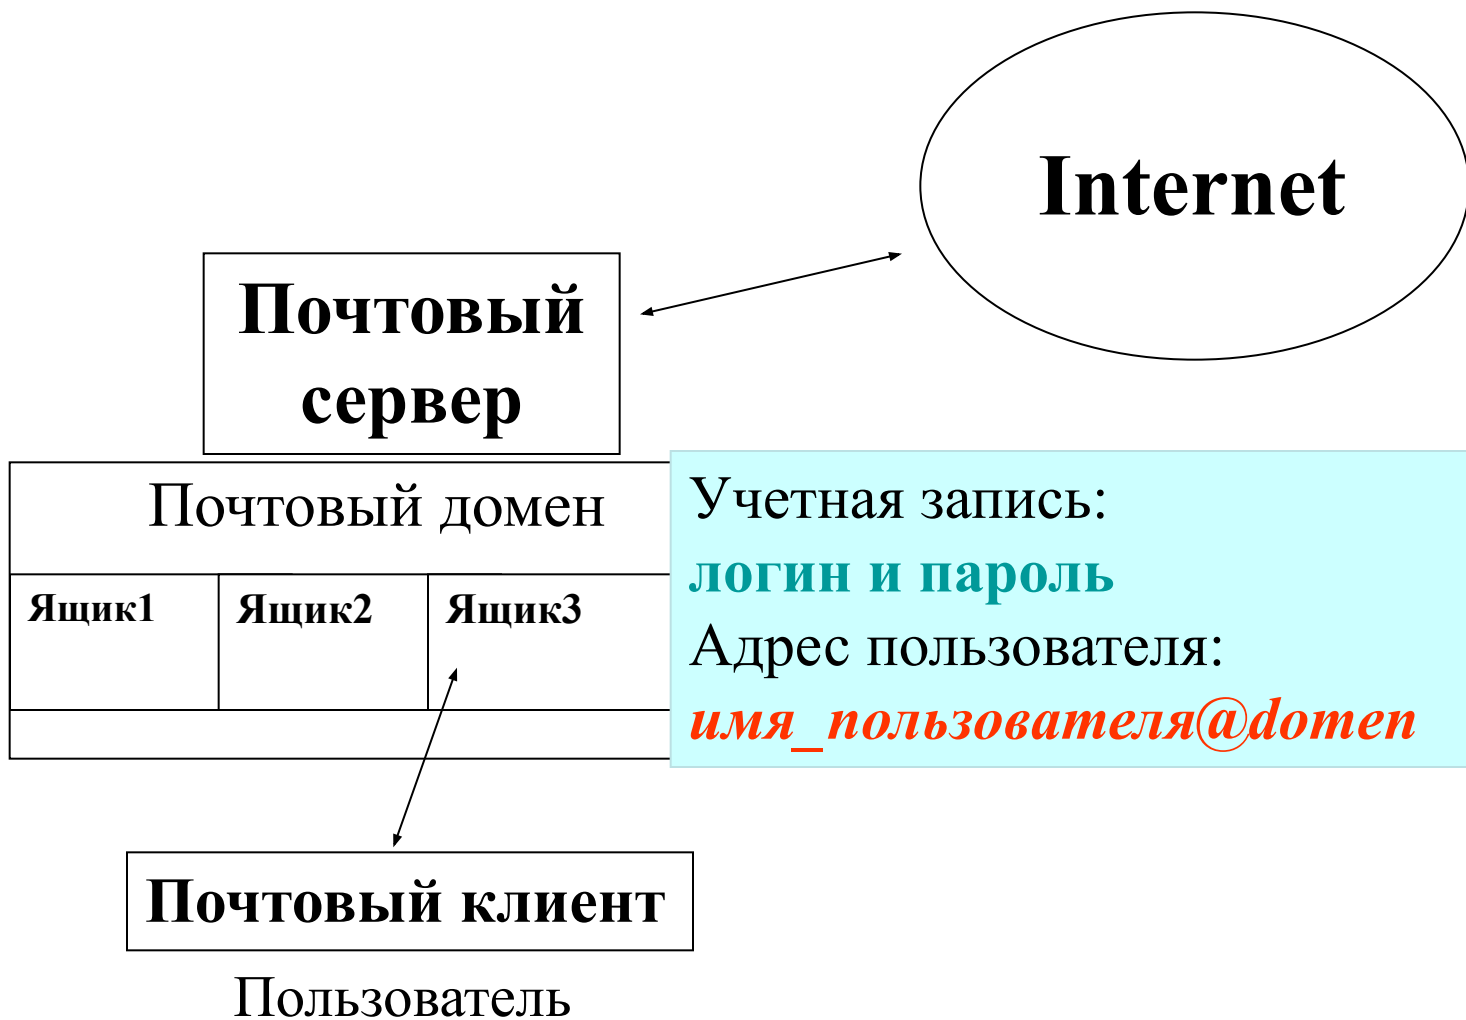 Internet
Почтовый
сервер
Почтовый домен
Ящик1
Ящик2
Ящик3
Учетная запись:
логин и пароль
Адрес пользователя:
имя_пользователя@domen
Почтовый клиент
Пользователь